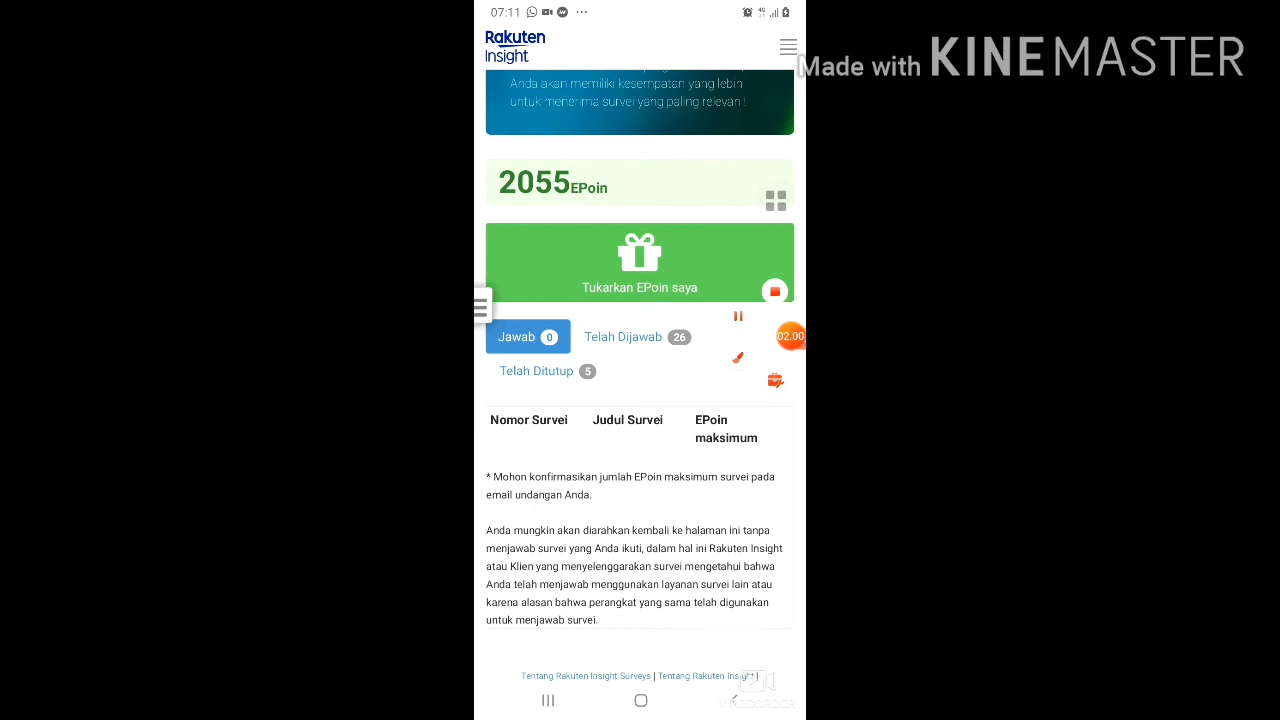 07:11
4G
Rakuten
Insight
Made with KINEMASTER
Anda akan memiliki kesempatan yang lebih
untuk menerima survei yang paling relevan !
2055EPoin
Tukarkan EPoin saya
02:00
Jawab 0
Telah Dijawab 26
Telah Ditutup 5
Nomor Survei
Judul Survei
EPoin
maksimum
* Mohon konfirmasikan jumlah EPoin maksimum survei pada
email undangan Anda.
Anda mungkin akan diarahkan kembali ke halaman ini tanpa
menjawab survei yang Anda ikuti, dalam hal ini Rakuten Insight
atau Klien yang menyelenggarakan survei mengetahui bahwa
Anda telah menjawab menggunakan layanan survei lain atau
karena alasan bahwa perangkat yang sama telah digunakan
untuk menjawab survei.
Tentang Rakuten Insight Surveys | Tentang Rakuten Insight |